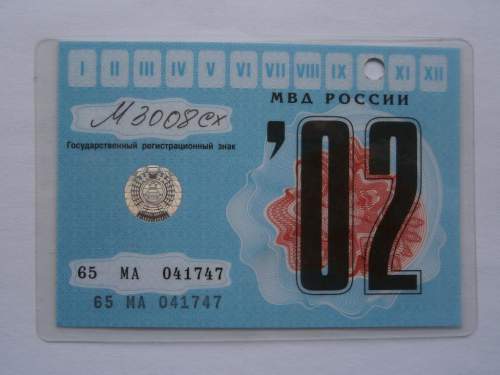 I II III IV V VI VII VIII IX XI XII
МВД РОССИИ
М3008СХ
'02
Государственный регистрационный знак
65 МА 041747
65 МА 041747